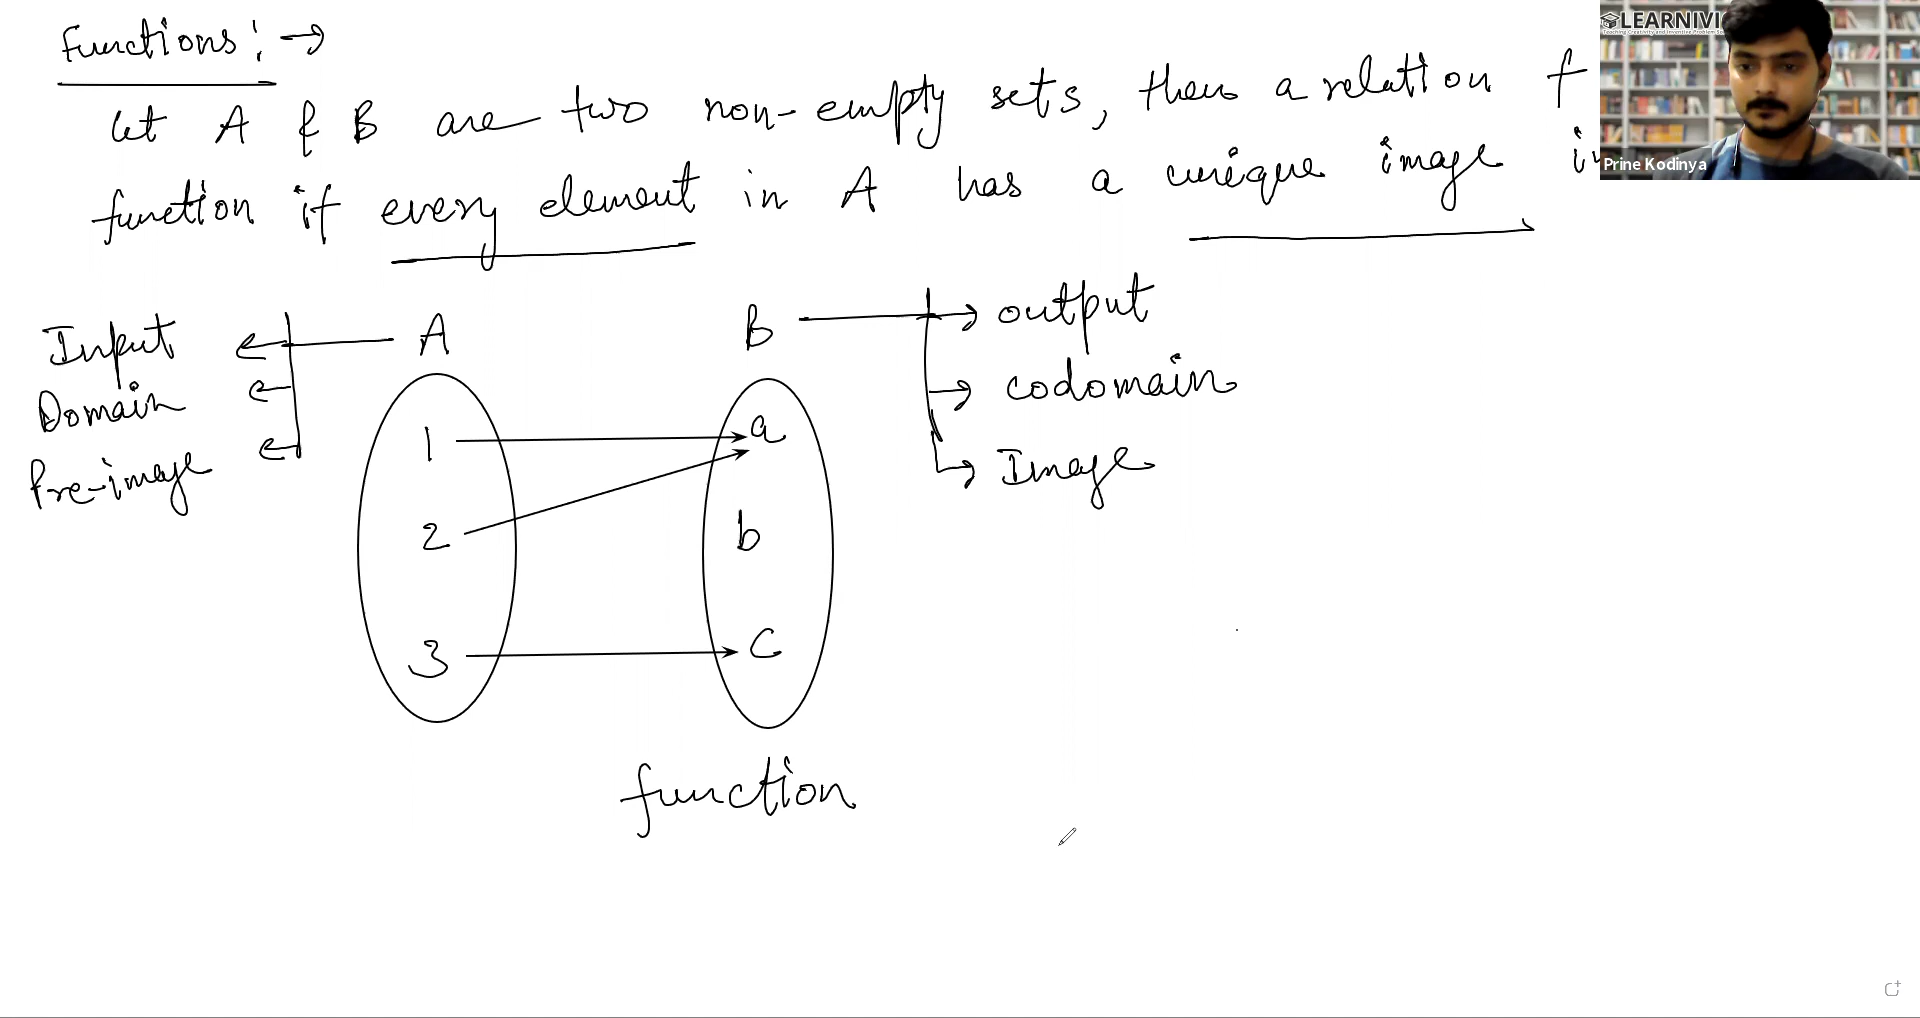 functions: →
let A & B are two non-empty sets, then a relation f
function if every element in A has a unique image in
LEARNIVI
Prine Kodinya
Input ← A B → output
Domain ← → codomain
Pre-image ← → Image
1 a
2 b
3 c
function